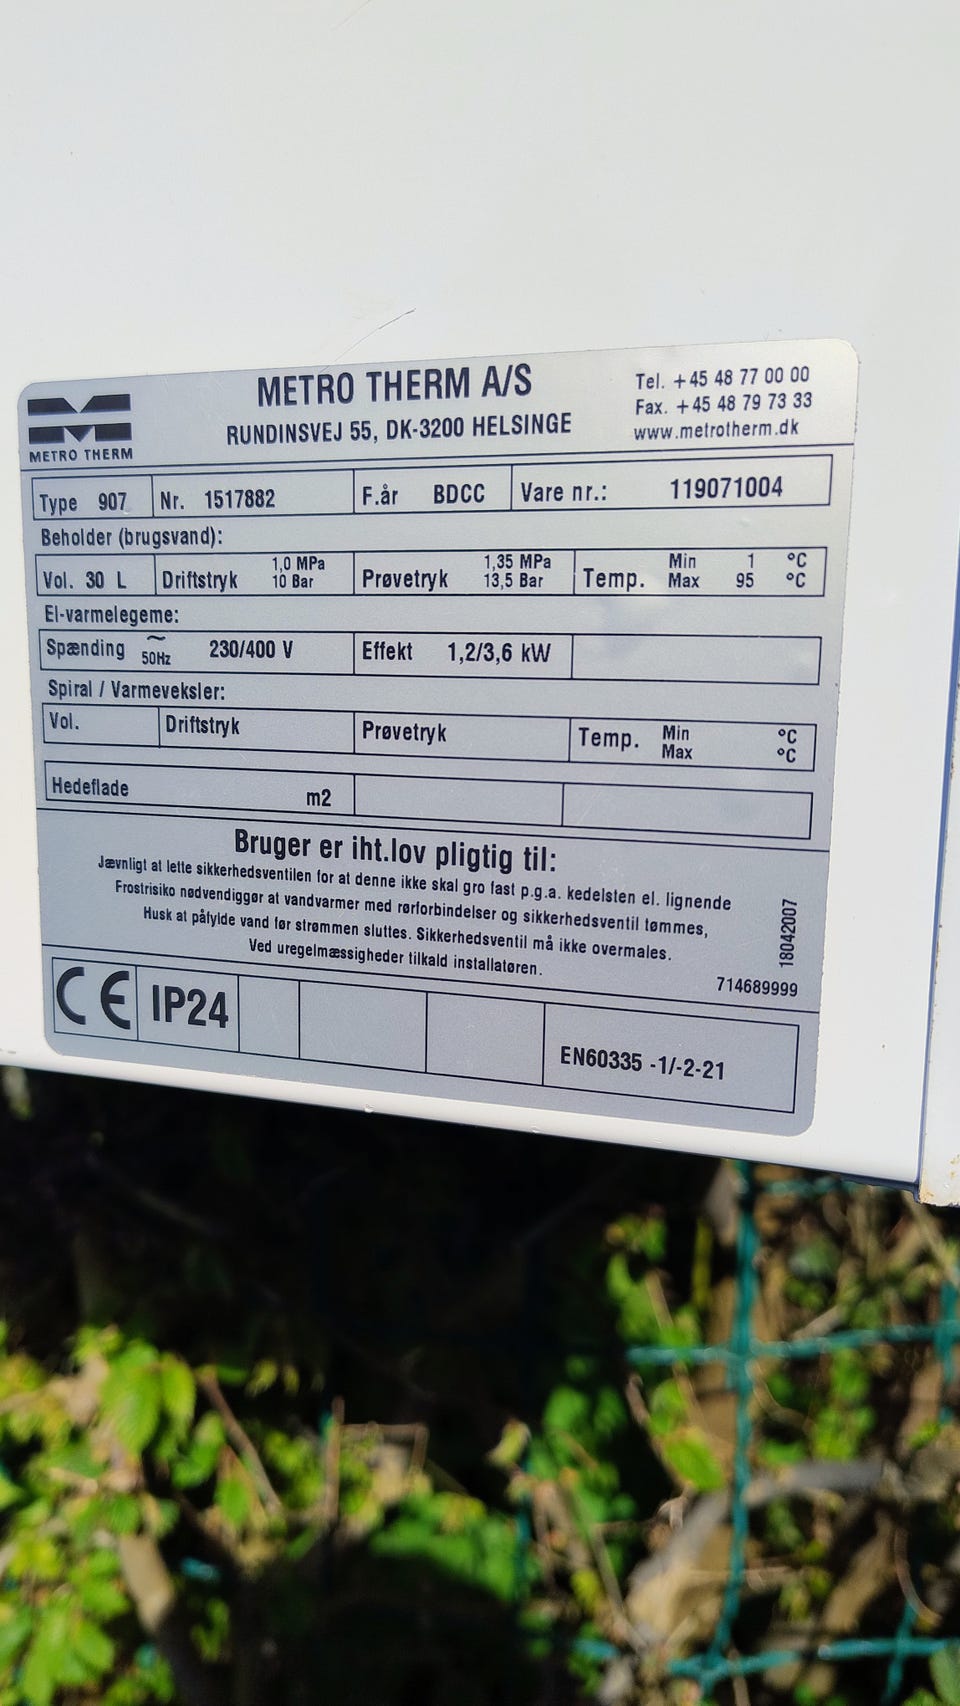 METRO THERM
METRO THERM A/S
RUNDINSVEJ 55, DK-3200 HELSINGE
Tel. +45 48 77 00 00
Fax. +45 48 79 73 33
www.metrotherm.dk
Type 907 Nr. 1517882 F.år BDCC Vare nr.: 119071004
Beholder (brugsvand):
Vol. 30 L Driftstryk 1,0 MPa 10 Bar Prøvetryk 1,35 MPa 13,5 Bar Temp. Min 1 °C Max 95 °C
El-varmelegeme:
Spænding ~ 50Hz 230/400 V Effekt 1,2/3,6 kW
Spiral / Varmeveksler:
Vol. Driftstryk Prøvetryk Temp. Min °C Max °C
Hedeflade m2
Bruger er iht.lov pligtig til:
Jævnligt at lette sikkerhedsventilen for at denne ikke skal gro fast p.g.a. kedelsten el. lignende
Frostrisiko nødvendiggør at vandvarmer med rørforbindelser og sikkerhedsventil tømmes,
Husk at påfylde vand før strømmen sluttes. Sikkerhedsventil må ikke overmales.
Ved uregelmæssigheder tilkald installatøren.
18042007
714689999
CE IP24 EN60335 -1/-2-21